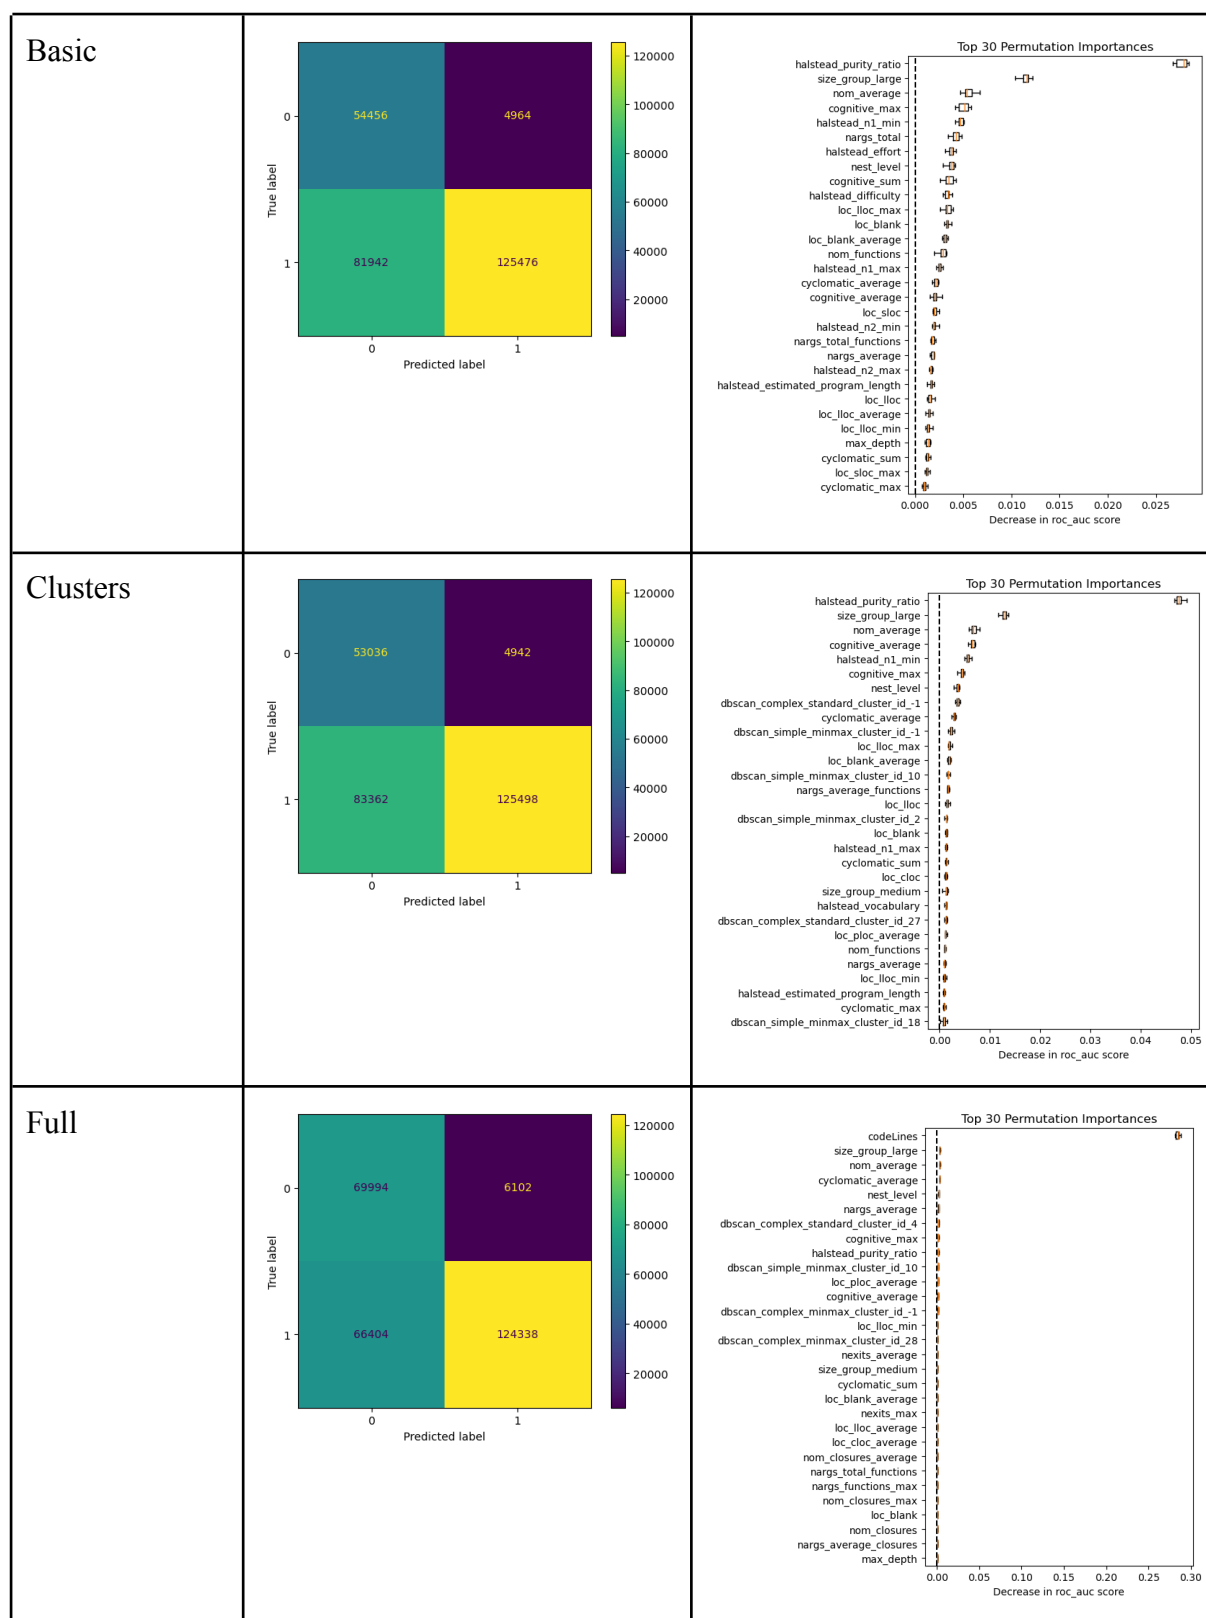 Basic
54456
4964
81942
125476
0
1
True label
0
1
Predicted label
120000
100000
80000
60000
40000
20000
Top 30 Permutation Importances
halstead_purity_ratio
size_group_large
nom_average
cognitive_max
halstead_n1_min
nargs_total
halstead_effort
nest_level
cognitive_sum
halstead_difficulty
loc_lloc_max
loc_blank
loc_blank_average
nom_functions
halstead_n1_max
cyclomatic_average
cognitive_average
loc_sloc
halstead_n2_min
nargs_total_functions
nargs_average
halstead_n2_max
halstead_estimated_program_length
loc_lloc
loc_lloc_average
loc_lloc_min
max_depth
cyclomatic_sum
loc_sloc_max
cyclomatic_max
0.000 0.005 0.010 0.015 0.020 0.025
Decrease in roc_auc score
Clusters
53036
4942
83362
125498
0
1
True label
0
1
Predicted label
120000
100000
80000
60000
40000
20000
Top 30 Permutation Importances
halstead_purity_ratio
size_group_large
nom_average
cognitive_average
halstead_n1_min
cognitive_max
nest_level
dbscan_complex_standard_cluster_id_-1
cyclomatic_average
dbscan_simple_minmax_cluster_id_-1
loc_lloc_max
loc_blank_average
dbscan_simple_minmax_cluster_id_10
nargs_average_functions
loc_lloc
dbscan_simple_minmax_cluster_id_2
loc_blank
halstead_n1_max
cyclomatic_sum
loc_cloc
size_group_medium
halstead_vocabulary
dbscan_complex_standard_cluster_id_27
loc_ploc_average
nom_functions
nargs_average
loc_lloc_min
halstead_estimated_program_length
cyclomatic_max
dbscan_simple_minmax_cluster_id_18
0.00 0.01 0.02 0.03 0.04 0.05
Decrease in roc_auc score
Full
69994
6102
66404
124338
0
1
True label
0
1
Predicted label
120000
100000
80000
60000
40000
20000
Top 30 Permutation Importances
codeLines
size_group_large
nom_average
cyclomatic_average
nest_level
nargs_average
dbscan_complex_standard_cluster_id_4
cognitive_max
halstead_purity_ratio
dbscan_simple_minmax_cluster_id_10
loc_ploc_average
cognitive_average
dbscan_complex_minmax_cluster_id_-1
loc_lloc_min
dbscan_complex_minmax_cluster_id_28
nexits_average
size_group_medium
cyclomatic_sum
loc_blank_average
nexits_max
loc_lloc_average
loc_cloc_average
nom_closures_average
nargs_total_functions
nargs_functions_max
nom_closures_max
loc_blank
nom_closures
nargs_average_closures
max_depth
0.00 0.05 0.10 0.15 0.20 0.25 0.30
Decrease in roc_auc score